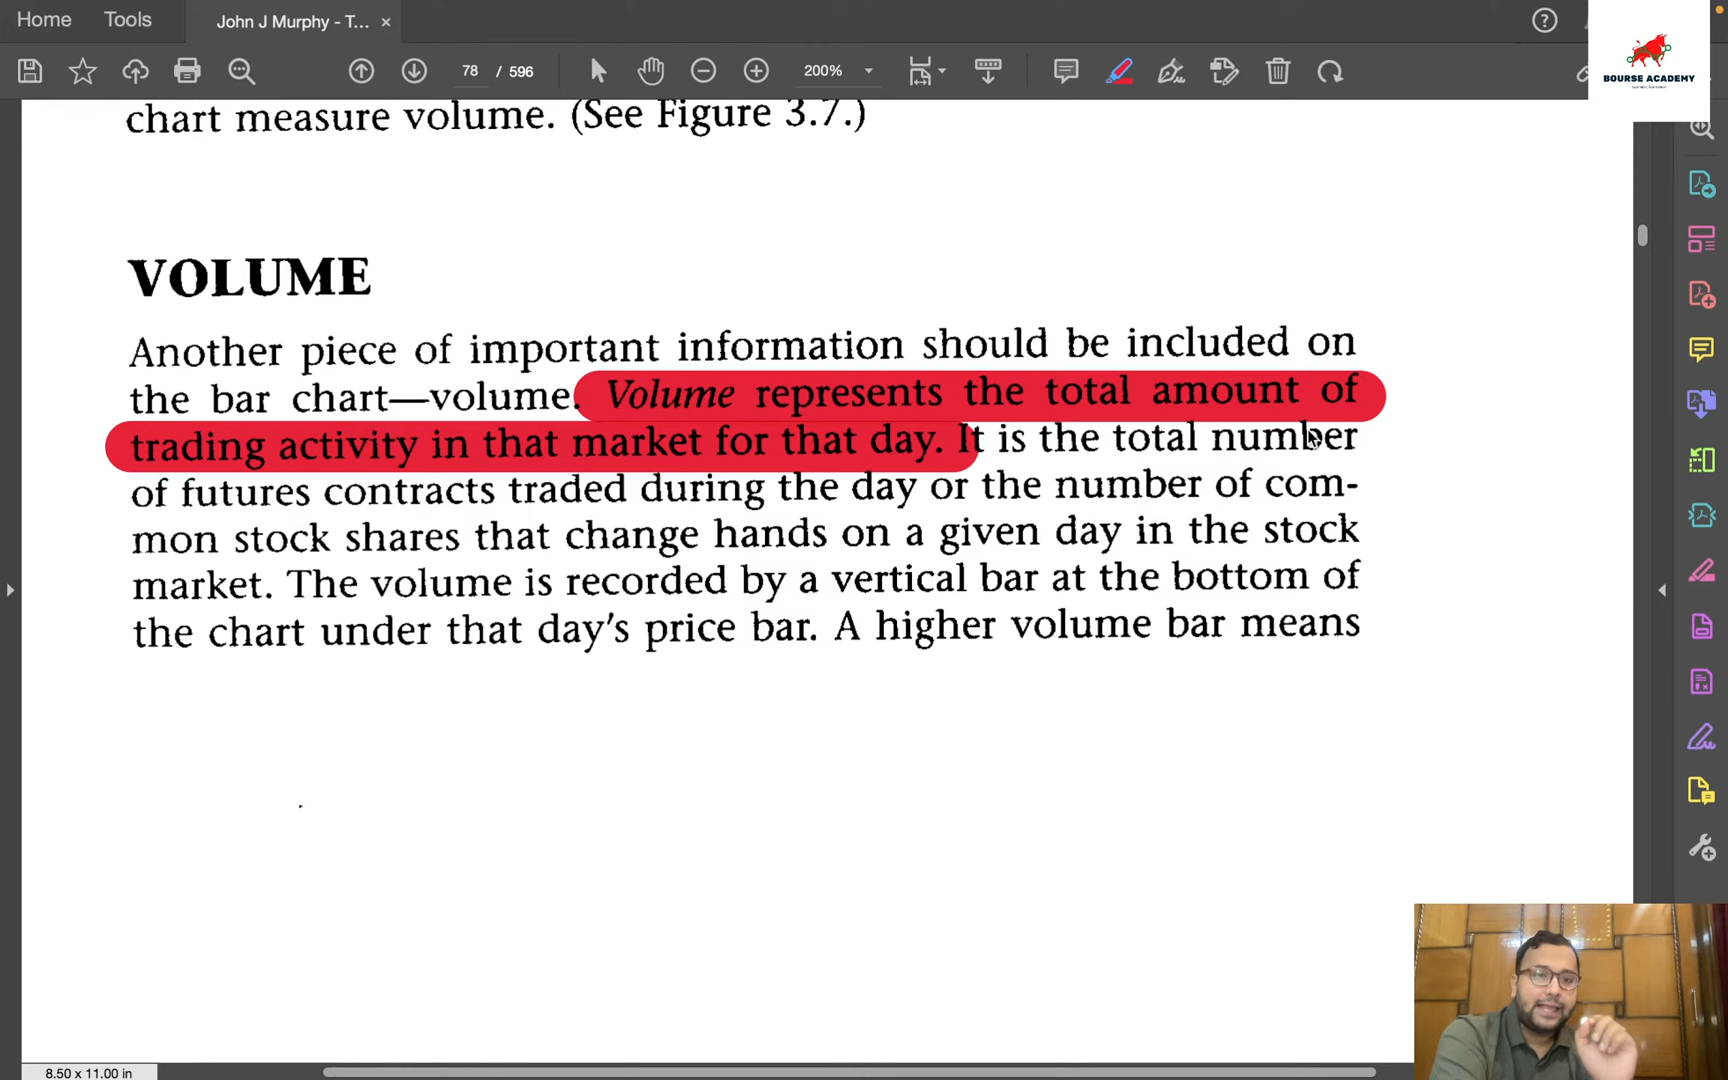 Home
Tools
John J Murphy - T... ×
78 / 596
200%
BOURSE ACADEMY
chart measure volume. (See Figure 3.7.)
VOLUME
Another piece of important information should be included on
the bar chart—volume. Volume represents the total amount of
trading activity in that market for that day. It is the total number
of futures contracts traded during the day or the number of com-
mon stock shares that change hands on a given day in the stock
market. The volume is recorded by a vertical bar at the bottom of
the chart under that day's price bar. A higher volume bar means
8.50 x 11.00 in